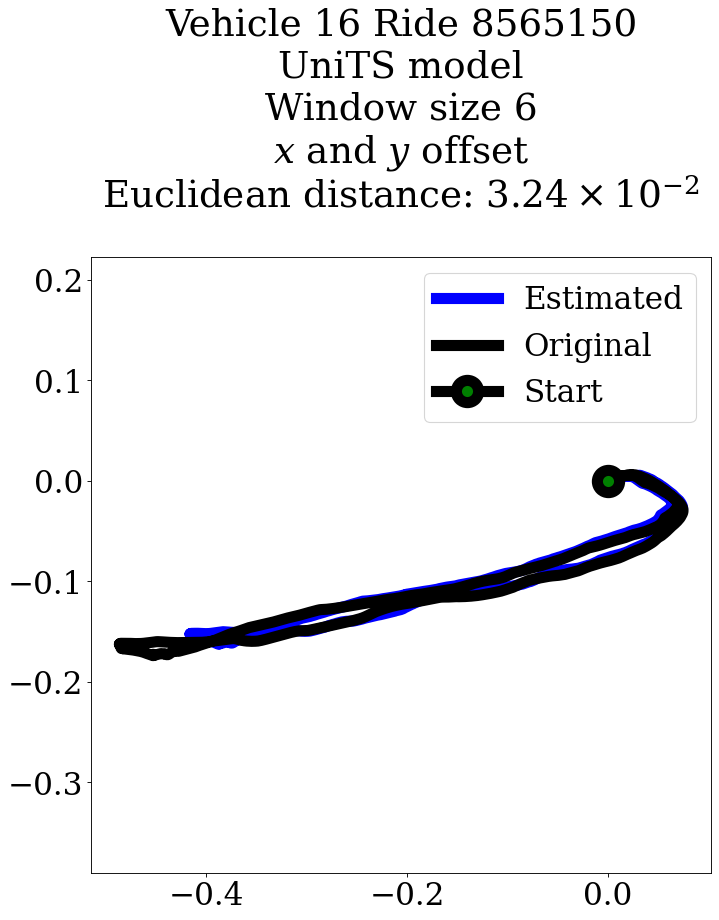 Vehicle 16 Ride 8565150
UniTS model
Window size 6
x and y offset
Euclidean distance: 3.24 × 10⁻²
Estimated
Original
Start
0.2
0.1
0.0
−0.1
−0.2
−0.3
−0.4
−0.2
0.0